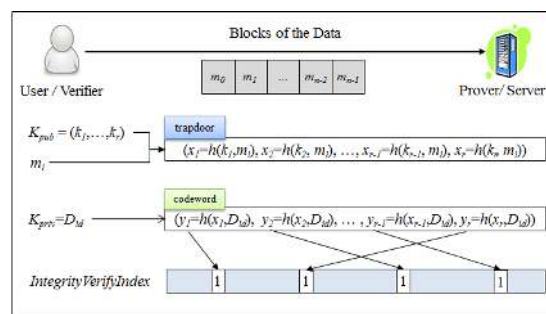 Blocks of the Data
m0 m1 ... mn-2 mn-1
User / Verifier
Prover/ Server
Kpub = (k1,...,kr)
trapdoor
(x1=h(k1,mi), x2=h(k2, mi), ..., xr-1=h(kr-1, mi), xr=h(kr, mi))
mi
codeword
Kpriv=Did
(y1=h(x1,Did), y2=h(x2,Did), ... , yr-1=h(xr-1,Did), yr=h(xr,Did))
IntegrityVerifyIndex
1 1 1 1